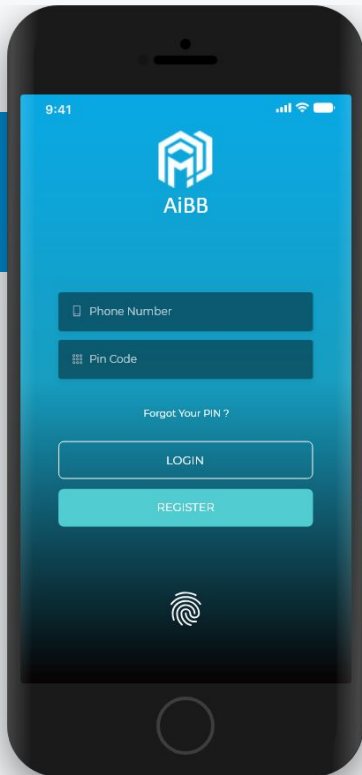 9:41
AiBB
Phone Number
Pin Code
Forgot Your PIN ?
LOGIN
REGISTER